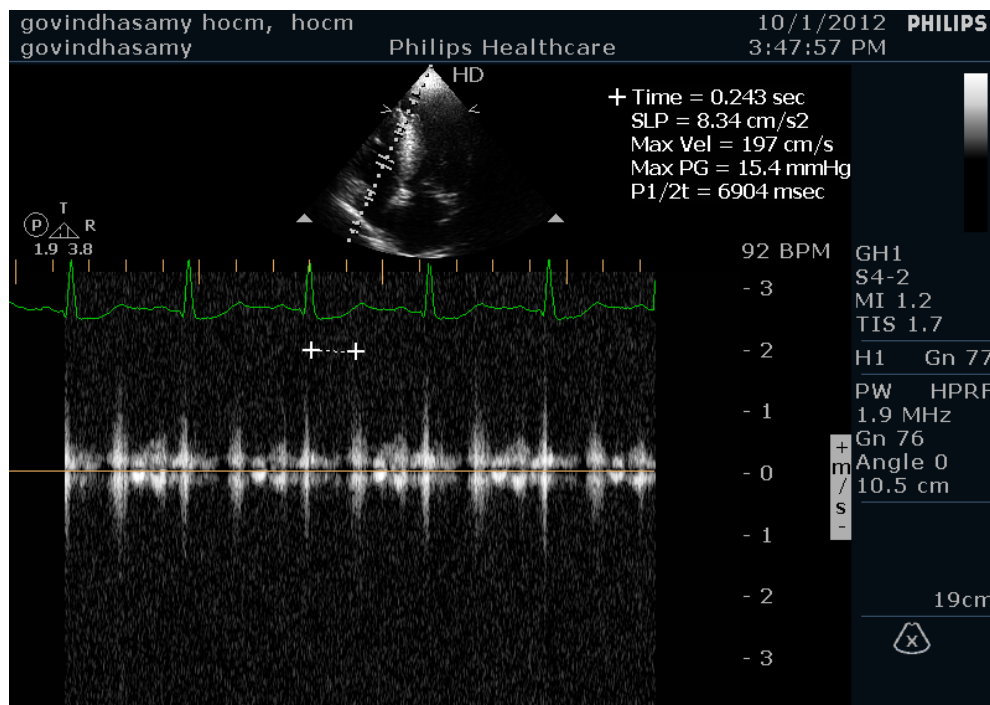 govindhasamy hocm, hocm
govindhasamy
Philips Healthcare
10/1/2012
3:47:57 PM
PHILIPS
HD
+ Time = 0.243 sec
SLP = 8.34 cm/s2
Max Vel = 197 cm/s
Max PG = 15.4 mmHg
P1/2t = 6904 msec
T
P R
1.9 3.8
92 BPM
GH1
S4-2
MI 1.2
TIS 1.7
H1 Gn 77
PW HPRF
1.9 MHz
Gn 76
Angle 0
10.5 cm
19cm
- 3
- 2
- 1
- 0
- 1
- 2
- 3
+
m
/
s
-
X